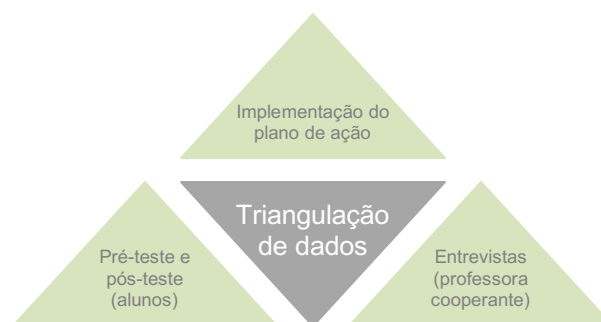 Implementação do
plano de ação
Triangulação
de dados
Pré-teste e
pós-teste
(alunos)
Entrevistas
(professora
cooperante)